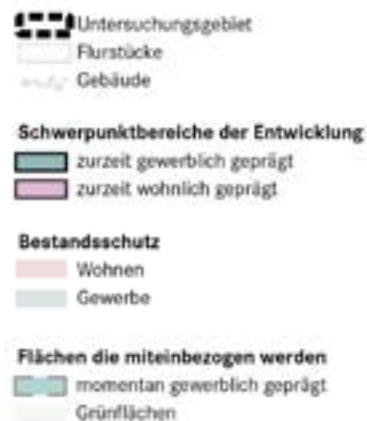 Untersuchungsgebiet
Flurstücke
Gebäude
Schwerpunktbereiche der Entwicklung
zurzeit gewerblich geprägt
zurzeit wohnlich geprägt
Bestandsschutz
Wohnen
Gewerbe
Flächen die miteinbezogen werden
momentan gewerblich geprägt
Grünflächen